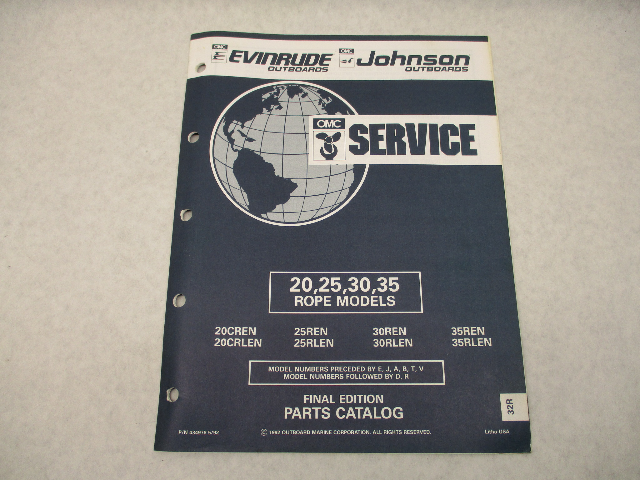 OMC EVINRUDE OUTBOARDS OMC Johnson OUTBOARDS
OMC SERVICE
20,25,30,35
ROPE MODELS
20CREN 25REN 30REN 35REN
20CRLEN 25RLEN 30RLEN 35RLEN
MODEL NUMBERS PRECEDED BY E, J, A, B, T, V
MODEL NUMBERS FOLLOWED BY D, R
FINAL EDITION
PARTS CATALOG
32R
P/N
© 1992 OUTBOARD MARINE CORPORATION. ALL RIGHTS RESERVED.
Litho USA